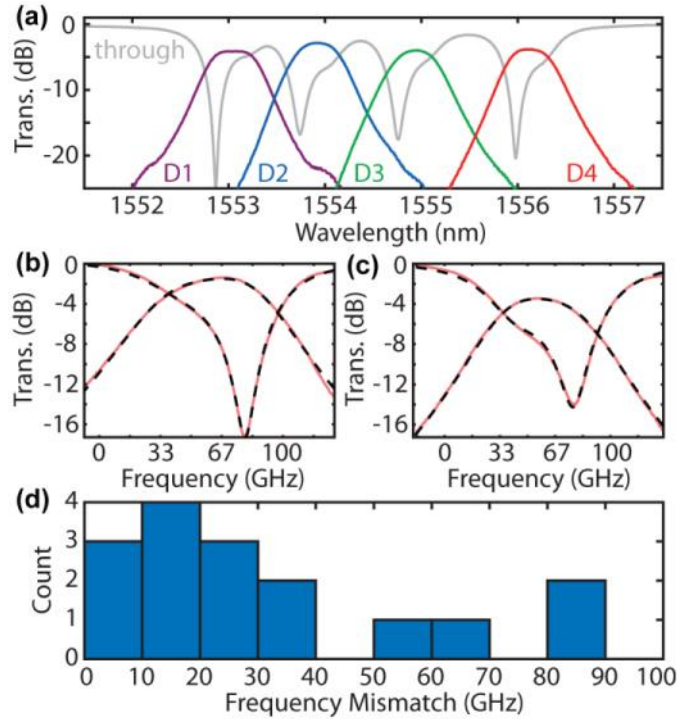 (a)
0
-10
-20
Trans. (dB)
through
D1 D2 D3 D4
1552 1553 1554 1555 1556 1557
Wavelength (nm)
(b)
0
-4
-8
-12
-16
Trans. (dB)
0 33 67 100
Frequency (GHz)
(c)
0
-4
-8
-12
-16
Trans. (dB)
0 33 67 100
Frequency (GHz)
(d)
4
3
2
1
0
Count
0 10 20 30 40 50 60 70 80 90 100
Frequency Mismatch (GHz)